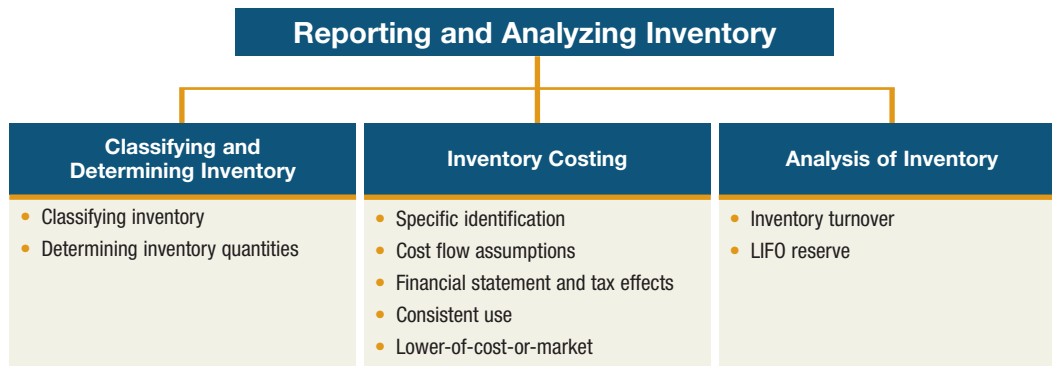 Reporting and Analyzing Inventory
Classifying and
Determining Inventory
• Classifying inventory
• Determining inventory quantities
Inventory Costing
• Specific identification
• Cost flow assumptions
• Financial statement and tax effects
• Consistent use
• Lower-of-cost-or-market
Analysis of Inventory
• Inventory turnover
• LIFO reserve